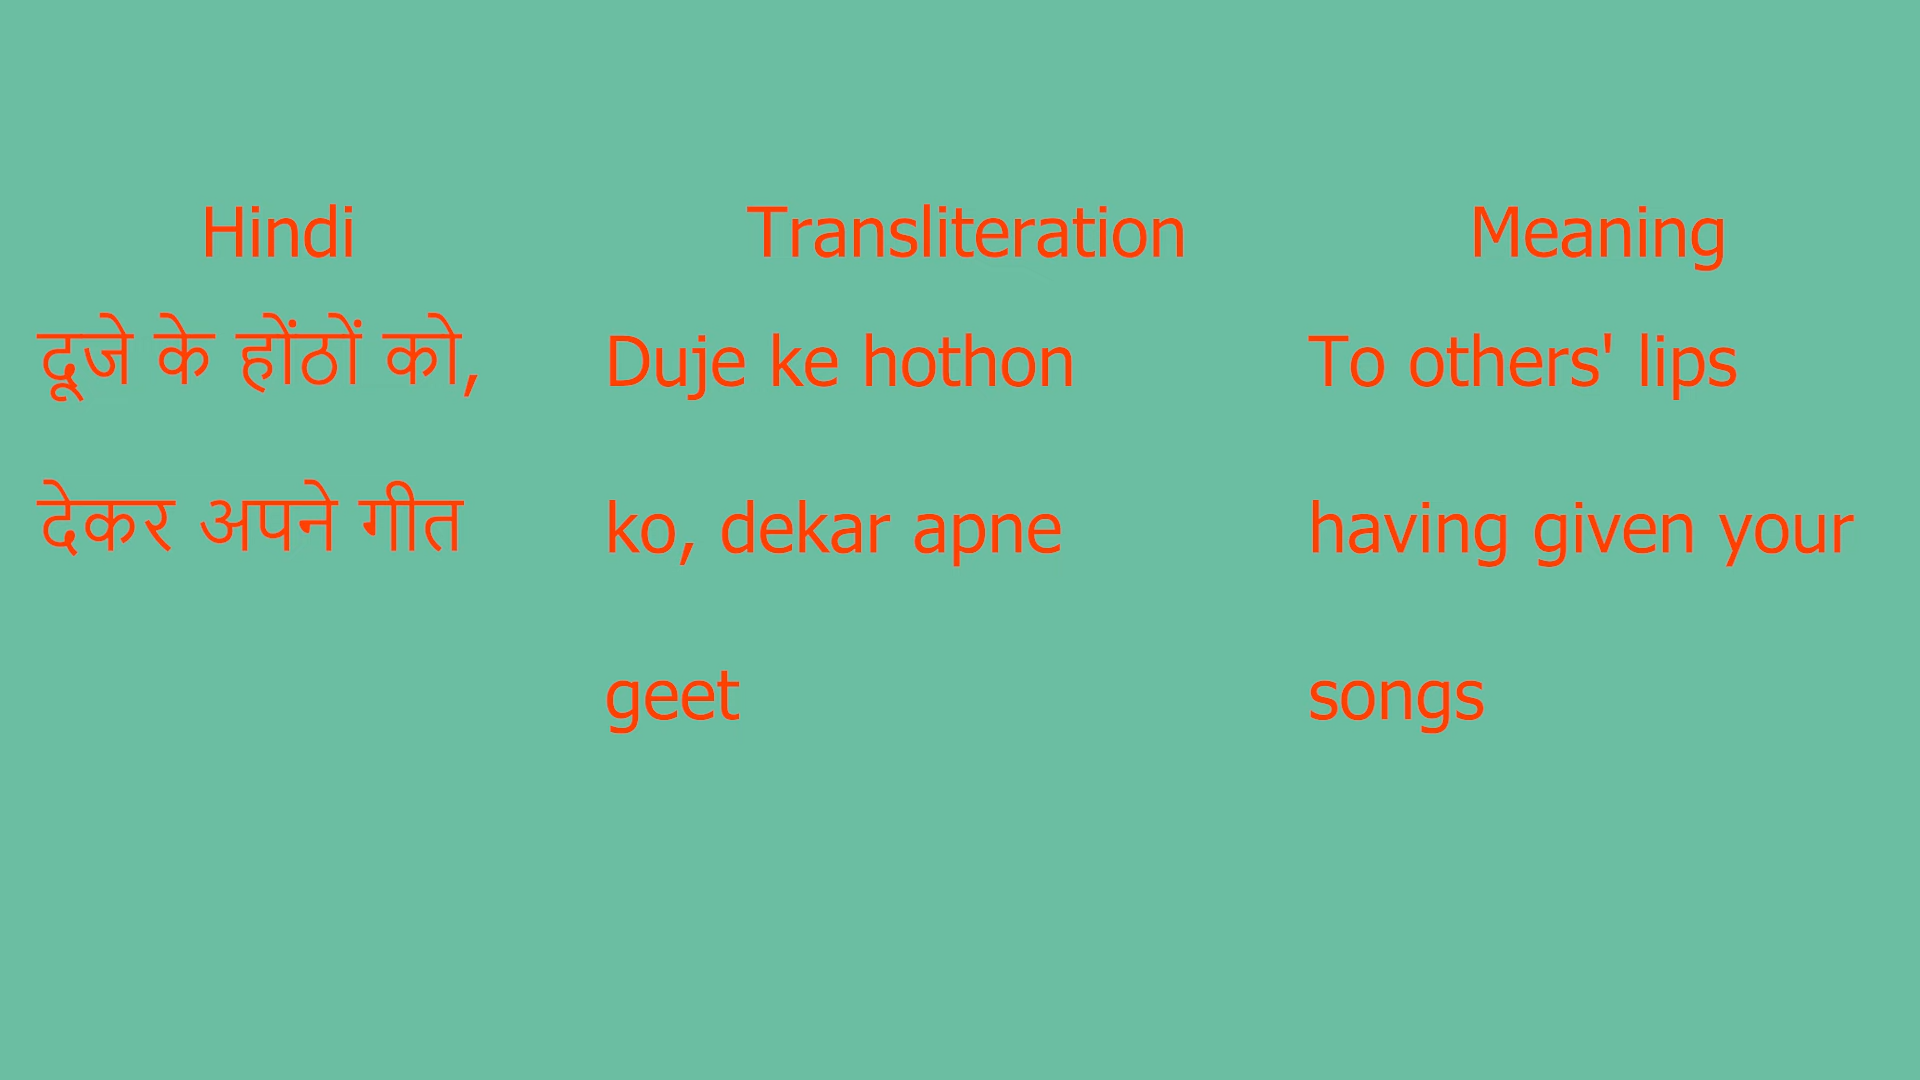 Hindi
Transliteration
Meaning
दूजे के होंठों को,
देकर अपने गीत
Duje ke hothon
ko, dekar apne
geet
To others' lips
having given your
songs